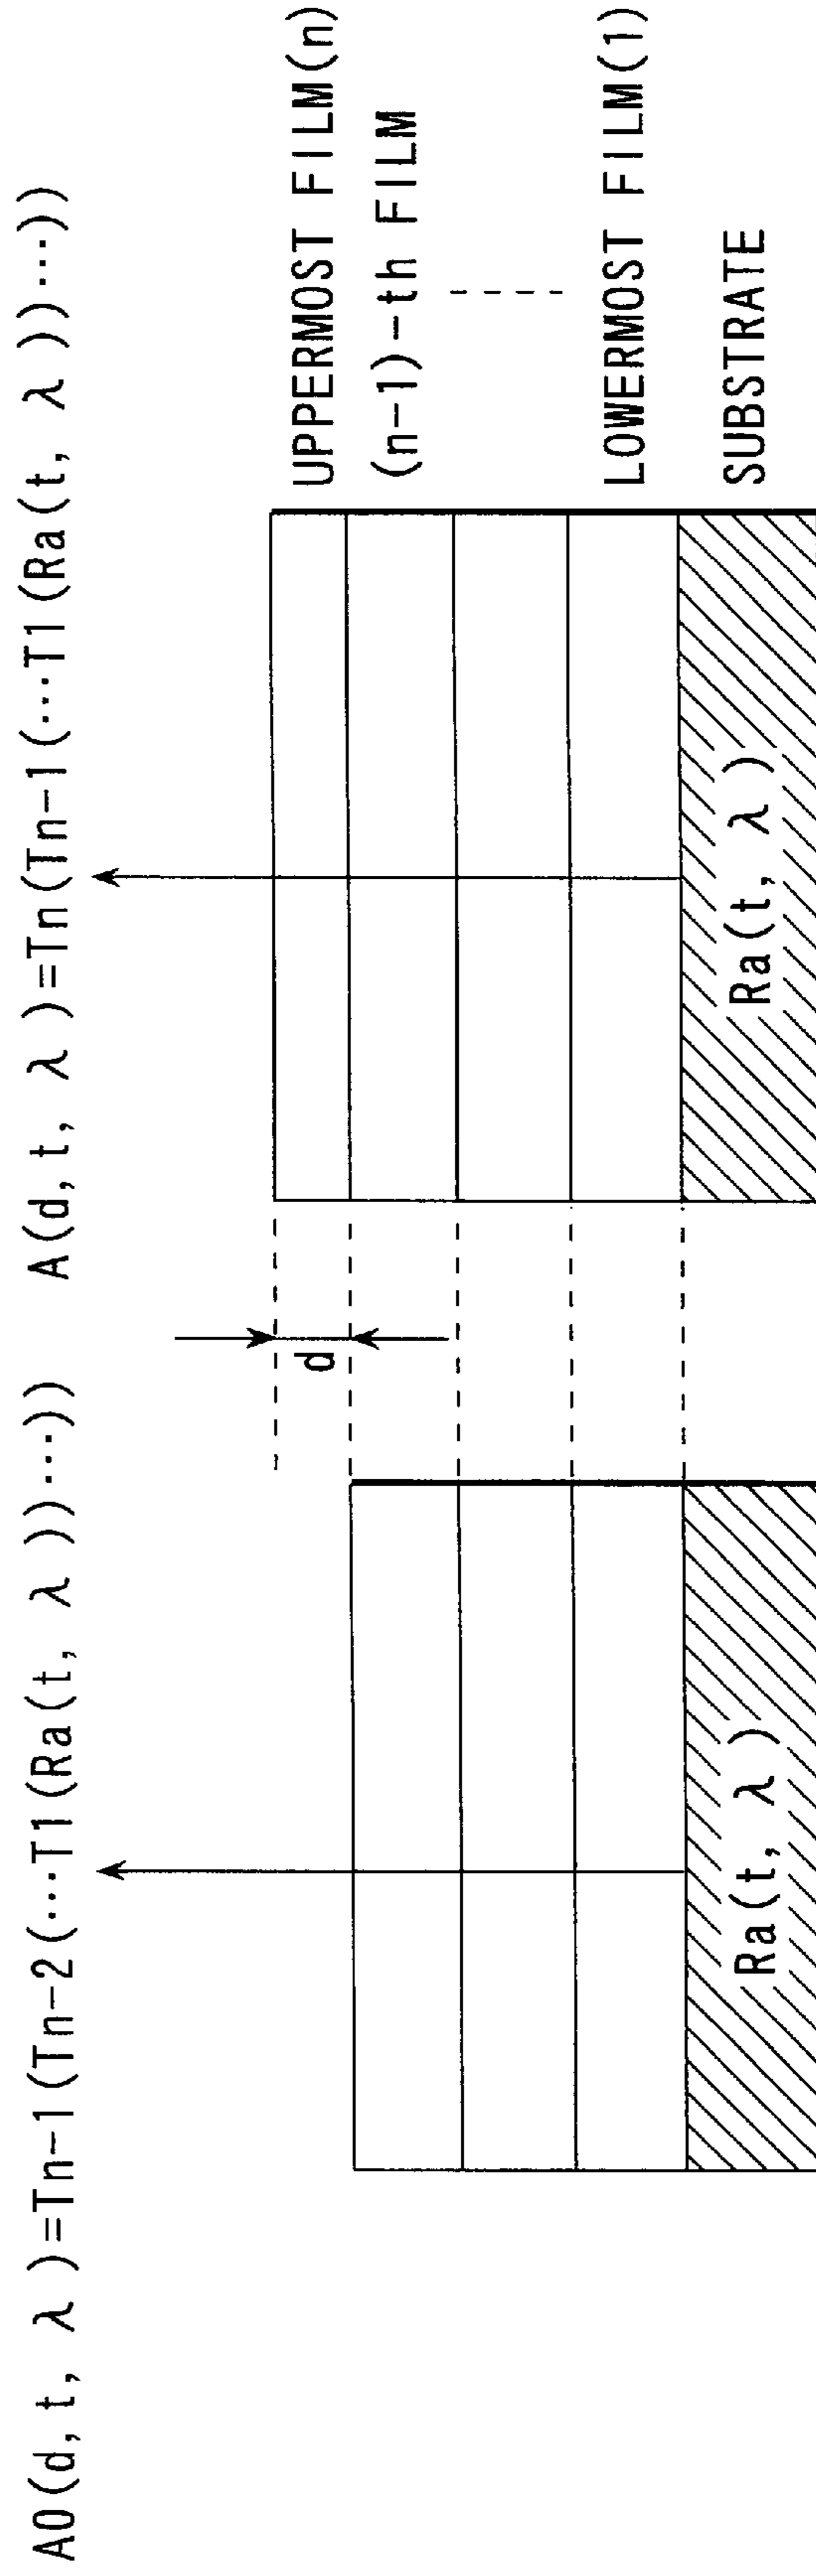 A0(d, t, λ)=Tn-1(Tn-2(···T1(Ra(t, λ))···))
A(d, t, λ)=Tn(Tn-1(···T1(Ra(t, λ))···))
d
UPPERMOST FILM(n)
(n-1)-th FILM
LOWERMOST FILM(1)
SUBSTRATE
Ra(t, λ)
Ra(t, λ)